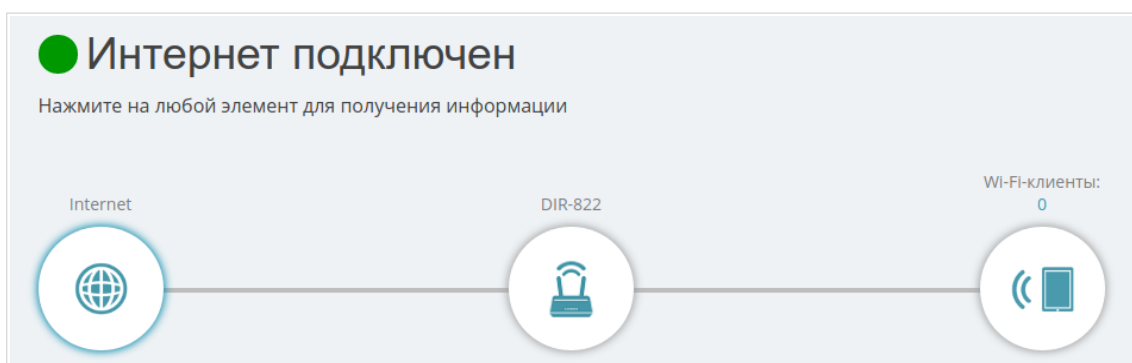 Интернет подключен
Нажмите на любой элемент для получения информации
Internet
DIR-822
Wi-Fi-клиенты:
0